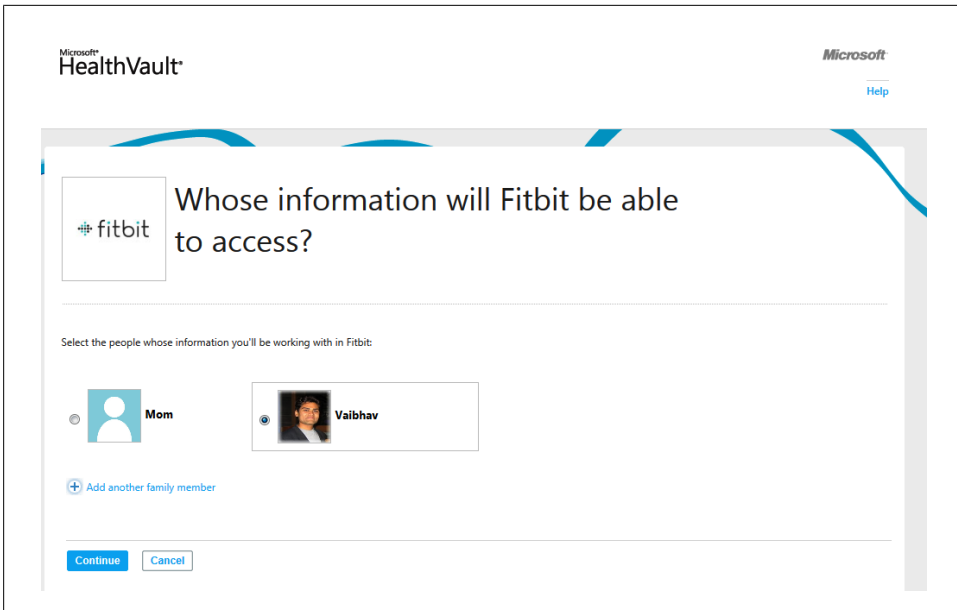 Microsoft®
HealthVault®
Microsoft
Help
fitbit
Whose information will Fitbit be able
to access?
Select the people whose information you'll be working with in Fitbit:
Mom
Vaibhav
Add another family member
Continue
Cancel